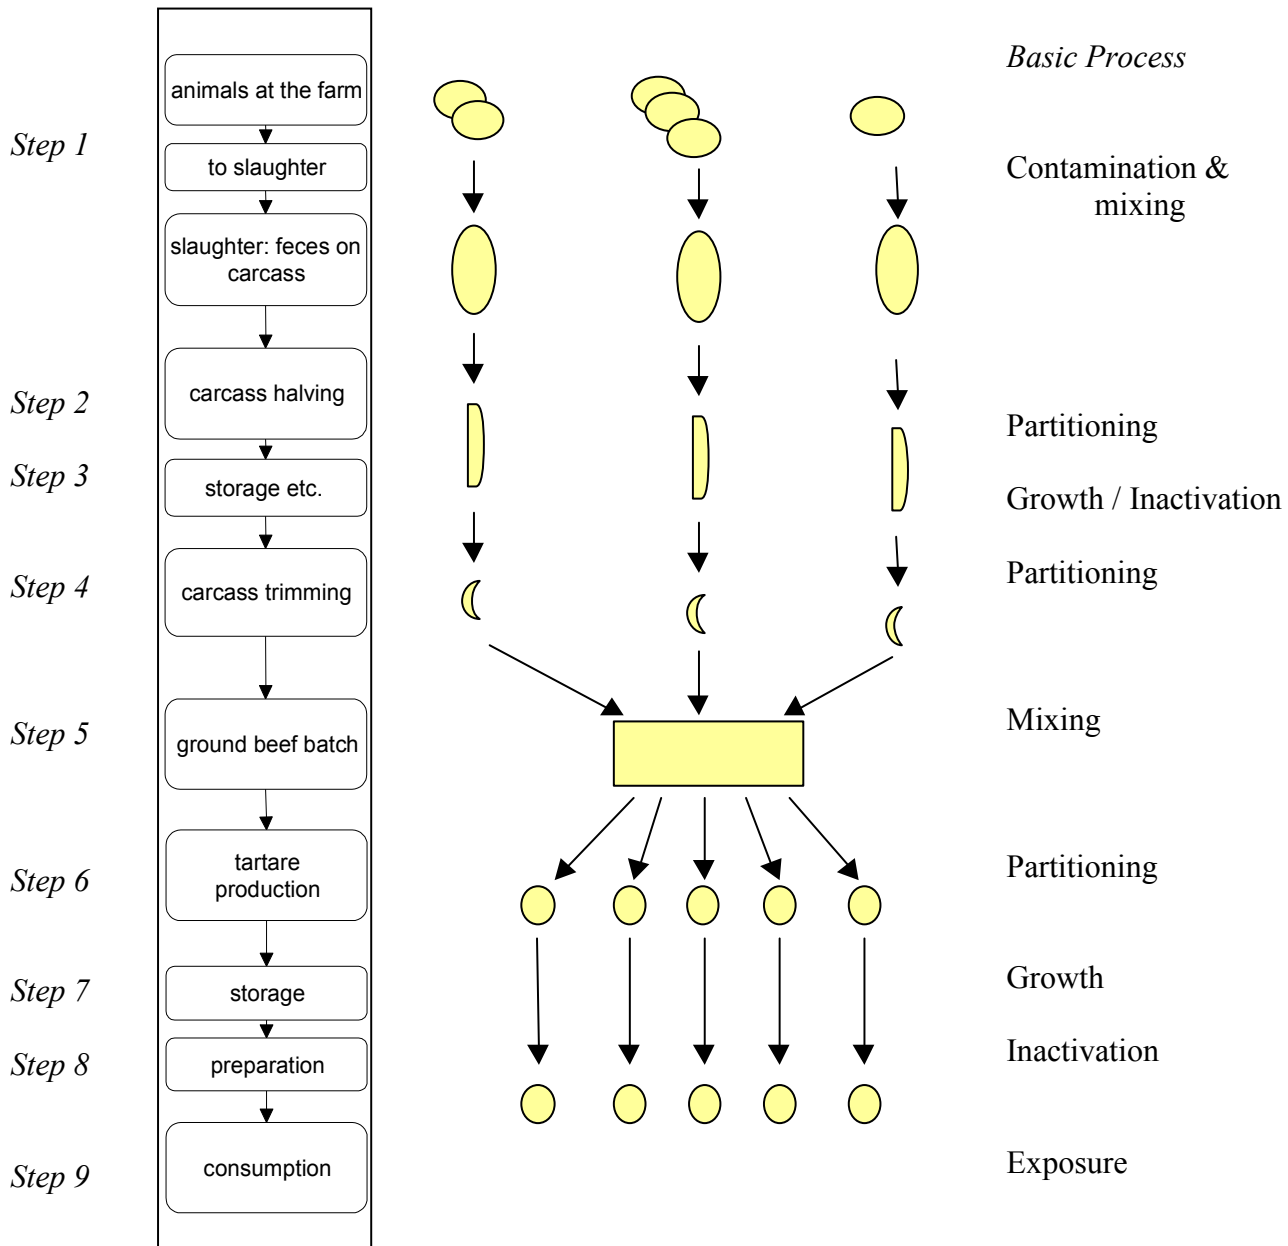 Basic Process
animals at the farm
Step 1
to slaughter
Contamination &
mixing
slaughter: feces on
carcass
carcass halving
Step 2
Partitioning
Step 3
storage etc.
Growth / Inactivation
Step 4
carcass trimming
Partitioning
Step 5
ground beef batch
Mixing
Step 6
tartare
production
Partitioning
Step 7
storage
Growth
Step 8
preparation
Inactivation
Step 9
consumption
Exposure